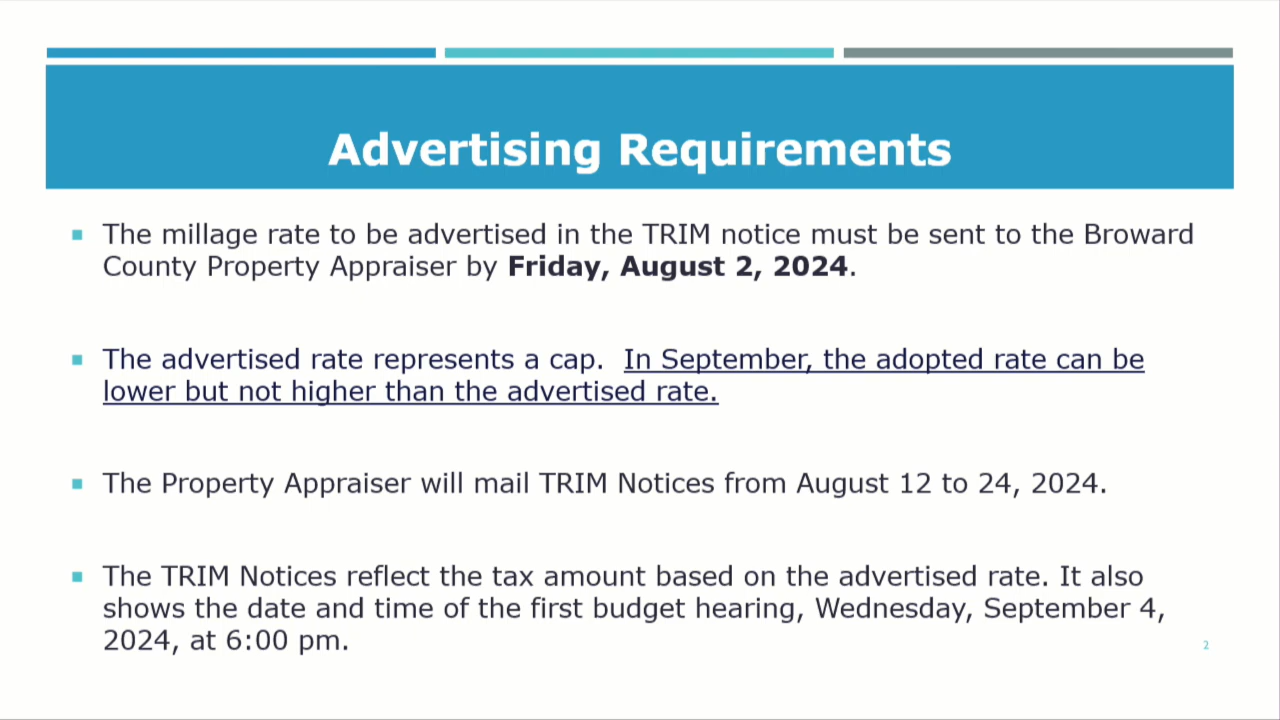 Advertising Requirements
The millage rate to be advertised in the TRIM notice must be sent to the Broward
County Property Appraiser by Friday, August 2, 2024.
The advertised rate represents a cap.  In September, the adopted rate can be
lower but not higher than the advertised rate.
The Property Appraiser will mail TRIM Notices from August 12 to 24, 2024.
The TRIM Notices reflect the tax amount based on the advertised rate. It also
shows the date and time of the first budget hearing, Wednesday, September 4,
2024, at 6:00 pm.
2